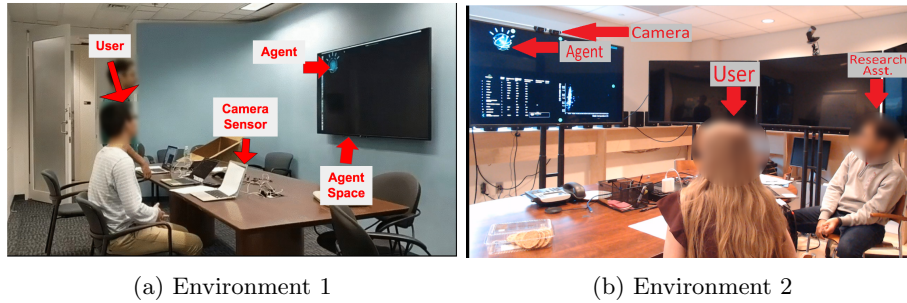 User
Agent
Camera
Sensor
Agent
Space
Camera
Agent
User
Research
Asst.
(a) Environment 1
(b) Environment 2